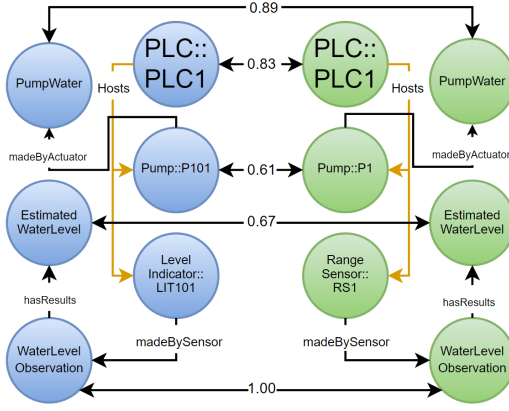 0.89
PLC::
PLC1
0.83
PLC::
PLC1
PumpWater
PumpWater
Hosts
Hosts
madeByActuator
madeByActuator
Pump::P101
0.61
Pump::P1
Estimated
WaterLevel
0.67
Estimated
WaterLevel
Level
Indicator::
LIT101
Range
Sensor::
RS1
hasResults
hasResults
madeBySensor
madeBySensor
WaterLevel
Observation
WaterLevel
Observation
1.00